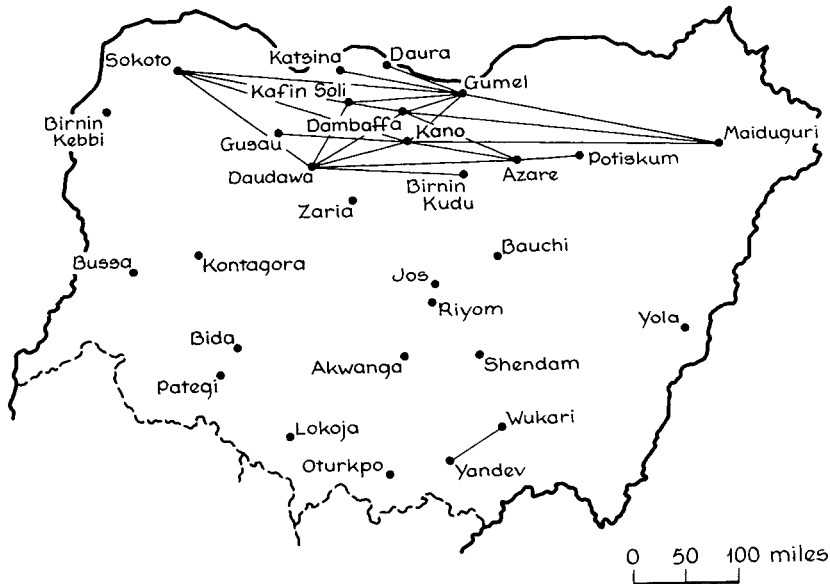 Daura
Katsina
Sokoto
Gumel
Kafin Soli
Birnin
Kebbi
Dambaffa
Kano
Maiduguri
Gusau
Potiskum
Daudawa
Azare
Birnin
Kudu
Zaria
Bauchi
Bussa
Kontagora
Jos
Riyom
Yola
Bida
Akwanga
Shendam
Pategi
Wukari
Lokoja
Oturkpo
Yandev
0 50 100 miles